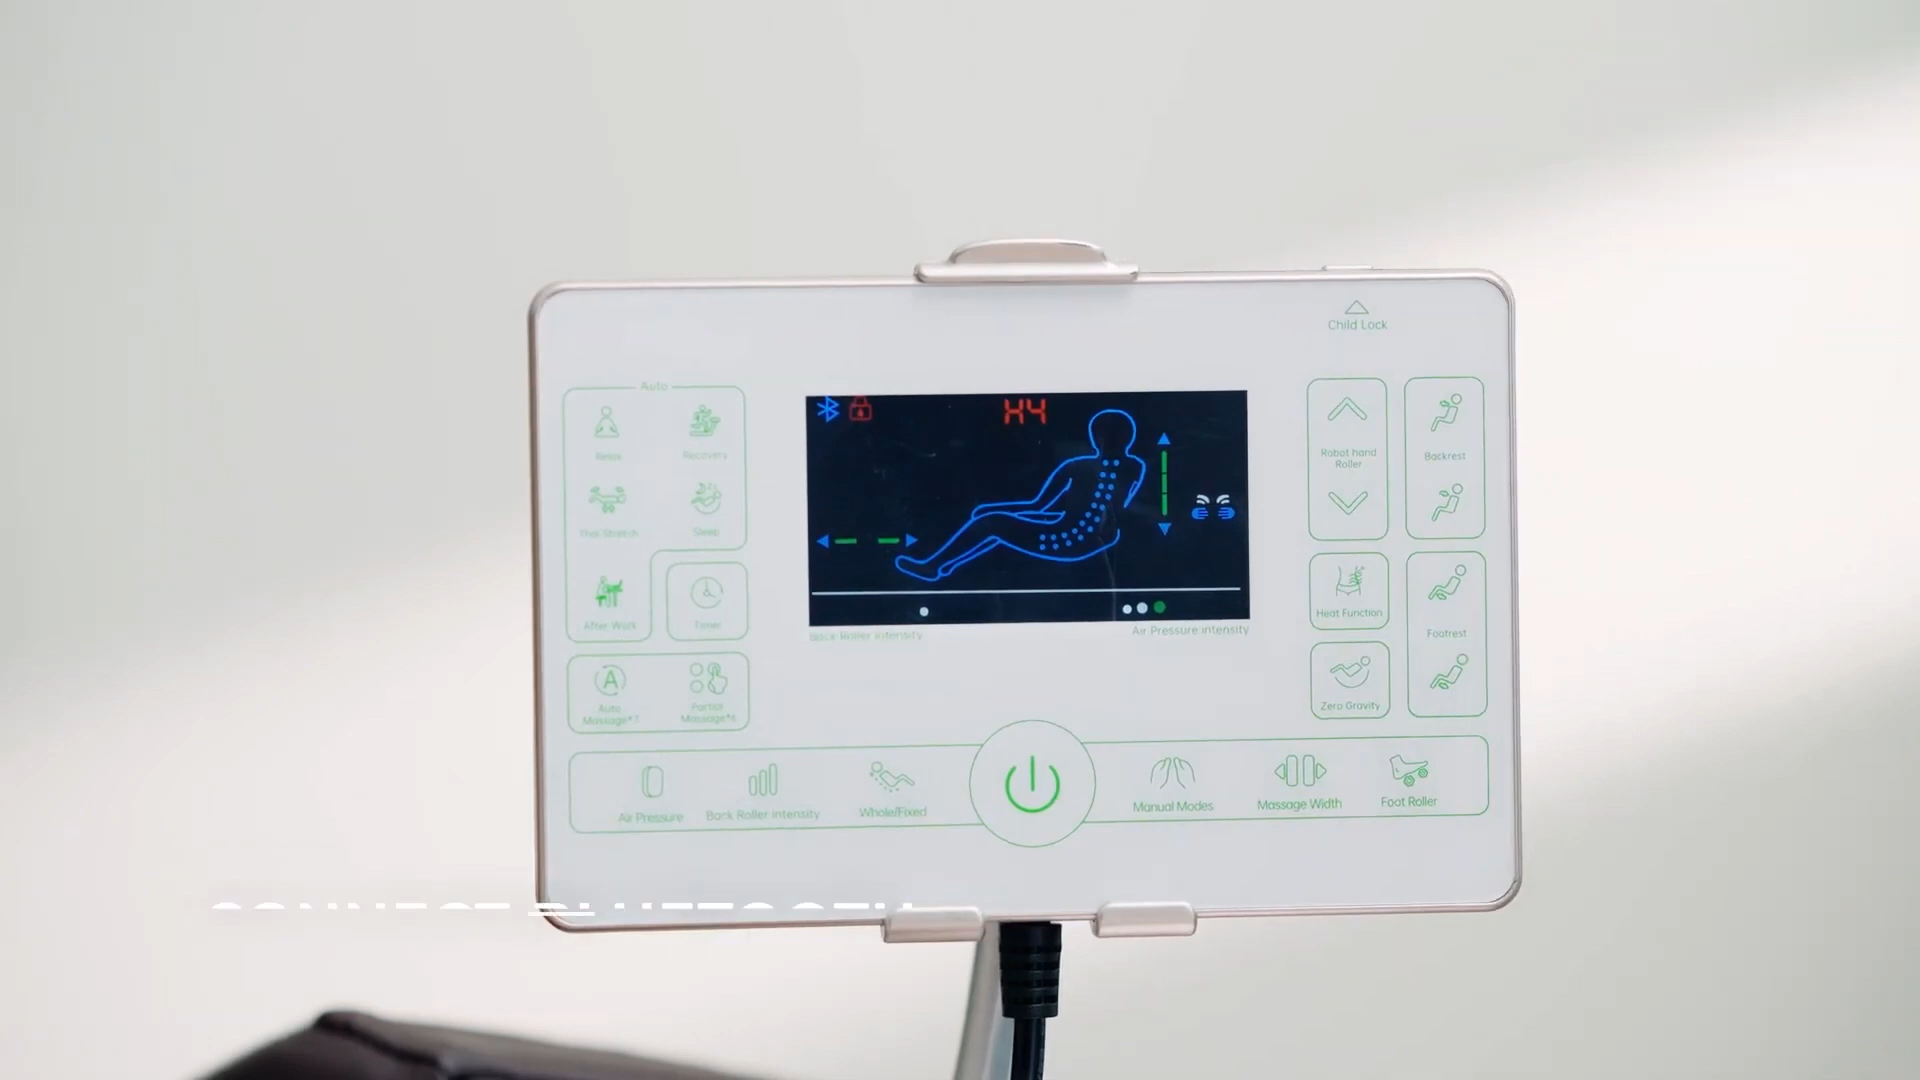 Child Lock
Auto
Relax
Recovery
Thai Stretch
Sleep
After Work
Timer
Auto
Massage*7
Partial
Massage*6
H4
Back Roller Intensity
Air Pressure Intensity
Robot hand
Roller
Backrest
Heat Function
Footrest
Zero Gravity
Air Pressure
Back Roller Intensity
Whole/Fixed
Manual Modes
Massage Width
Foot Roller
CONNECT BLUETOOTH